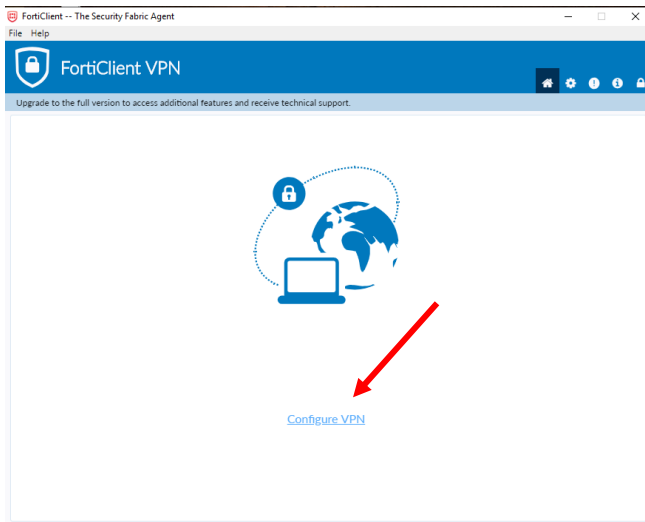 FortiClient -- The Security Fabric Agent
File Help
FortiClient VPN
Upgrade to the full version to access additional features and receive technical support.
Configure VPN